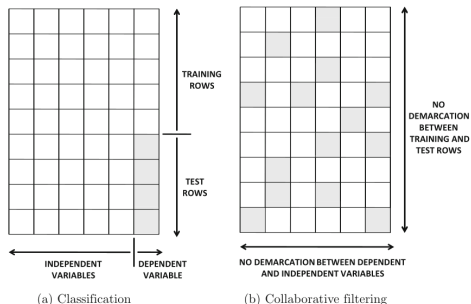 TRAINING
ROWS
TEST
ROWS
INDEPENDENT
VARIABLES
DEPENDENT
VARIABLE
(a) Classification
NO
DEMARCATION
BETWEEN
TRAINING AND
TEST ROWS
NO DEMARCATION BETWEEN DEPENDENT
AND INDEPENDENT VARIABLES
(b) Collaborative filtering